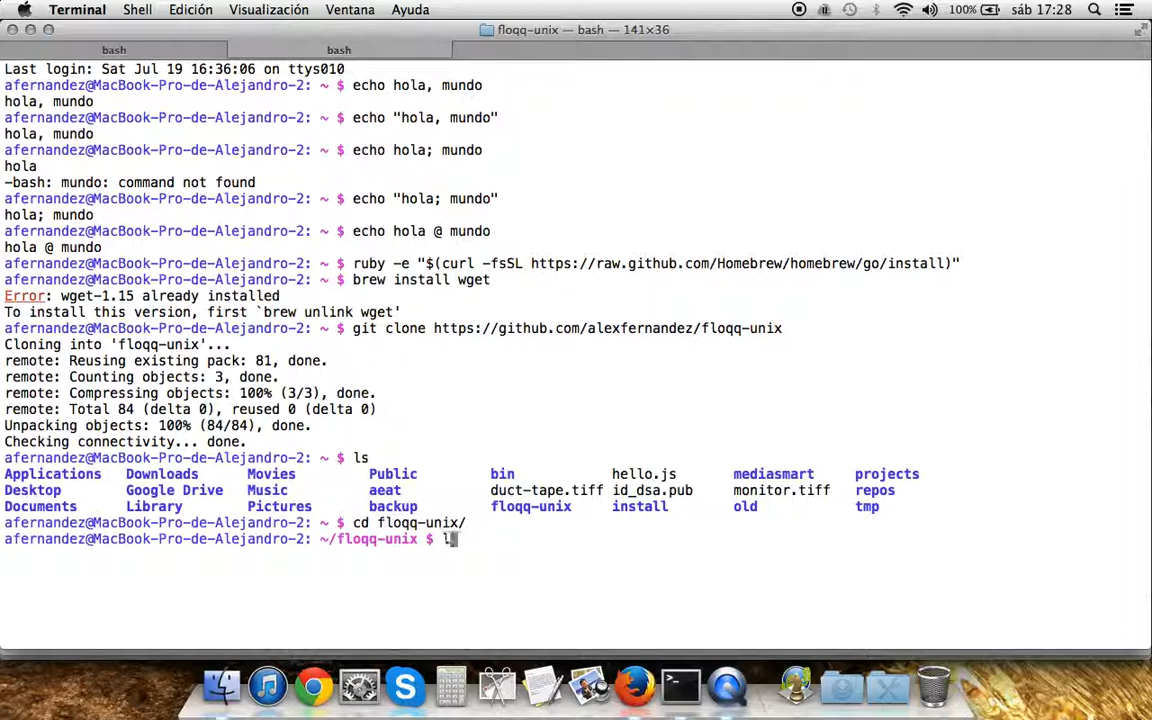 Terminal Shell Edición Visualización Ventana Ayuda 100% sáb 17:28
floqq-unix — bash — 141×36
bash bash
Last login: Sat Jul 19 16:36:06 on ttys010
afernandez@MacBook-Pro-de-Alejandro-2: ~ $ echo hola, mundo
hola, mundo
afernandez@MacBook-Pro-de-Alejandro-2: ~ $ echo "hola, mundo"
hola, mundo
afernandez@MacBook-Pro-de-Alejandro-2: ~ $ echo hola; mundo
hola
-bash: mundo: command not found
afernandez@MacBook-Pro-de-Alejandro-2: ~ $ echo "hola; mundo"
hola; mundo
afernandez@MacBook-Pro-de-Alejandro-2: ~ $ echo hola @ mundo
hola @ mundo
afernandez@MacBook-Pro-de-Alejandro-2: ~ $ ruby -e "$(curl -fsSL https://raw.github.com/Homebrew/homebrew/go/install)"
afernandez@MacBook-Pro-de-Alejandro-2: ~ $ brew install wget
Error: wget-1.15 already installed
To install this version, first `brew unlink wget'
afernandez@MacBook-Pro-de-Alejandro-2: ~ $ git clone https://github.com/alexfernandez/floqq-unix
Cloning into 'floqq-unix'...
remote: Reusing existing pack: 81, done.
remote: Counting objects: 3, done.
remote: Compressing objects: 100% (3/3), done.
remote: Total 84 (delta 0), reused 0 (delta 0)
Unpacking objects: 100% (84/84), done.
Checking connectivity... done.
afernandez@MacBook-Pro-de-Alejandro-2: ~ $ ls
Applications Downloads Movies Public bin hello.js mediasmart projects
Desktop Google Drive Music aeat duct-tape.tiff id_dsa.pub monitor.tiff repos
Documents Library Pictures backup floqq-unix install old tmp
afernandez@MacBook-Pro-de-Alejandro-2: ~ $ cd floqq-unix/
afernandez@MacBook-Pro-de-Alejandro-2: ~/floqq-unix $ l